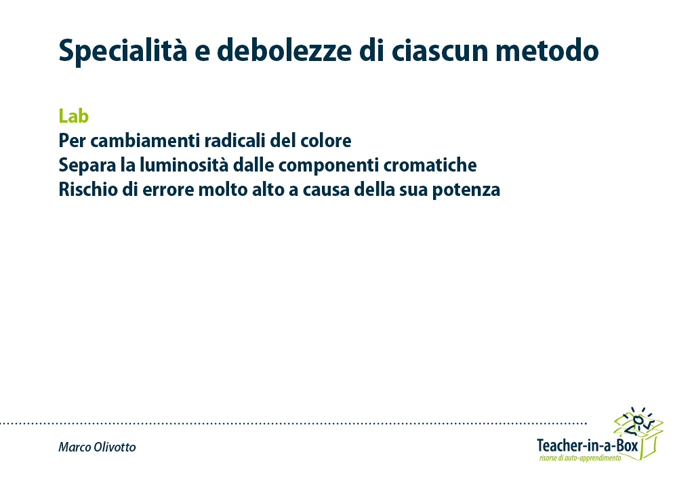 Specialità e debolezze di ciascun metodo
Lab
Per cambiamenti radicali del colore
Separa la luminosità dalle componenti cromatiche
Rischio di errore molto alto a causa della sua potenza
Marco Olivotto
Teacher-in-a-Box
risorse di auto-apprendimento